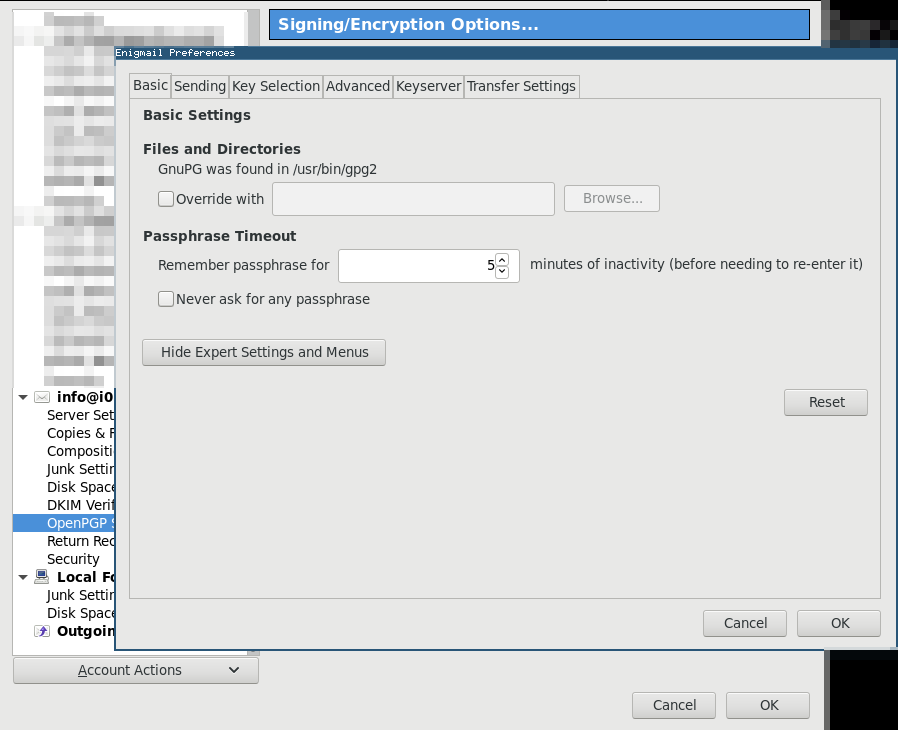 Signing/Encryption Options...
Enigmail Preferences
Basic Sending Key Selection Advanced Keyserver Transfer Settings
Basic Settings
Files and Directories
GnuPG was found in /usr/bin/gpg2
Override with Browse...
Passphrase Timeout
Remember passphrase for 5 minutes of inactivity (before needing to re-enter it)
Never ask for any passphrase
Hide Expert Settings and Menus
Reset
Cancel OK
info@i0
Server Set
Copies & F
Compositi
Junk Settin
Disk Space
DKIM Verif
OpenPGP S
Return Rec
Security
Local Fo
Junk Settin
Disk Space
Outgoin
Account Actions
Cancel OK